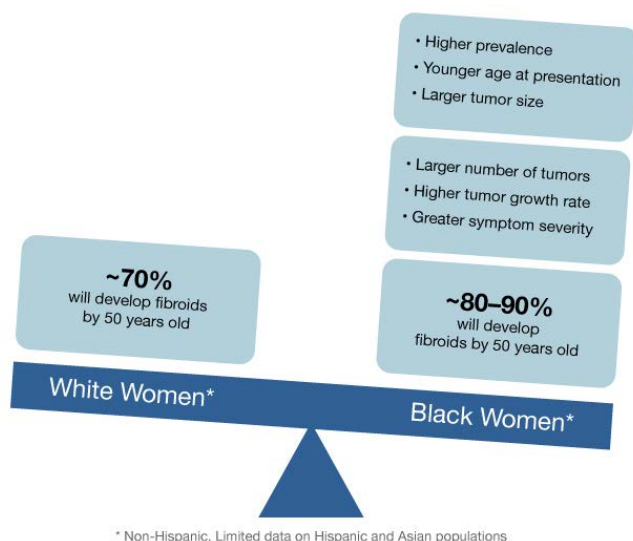 • Higher prevalence
• Younger age at presentation
• Larger tumor size
• Larger number of tumors
• Higher tumor growth rate
• Greater symptom severity
~70%
will develop fibroids
by 50 years old
~80–90%
will develop
fibroids by 50 years old
White Women*
Black Women*
* Non-Hispanic. Limited data on Hispanic and Asian populations